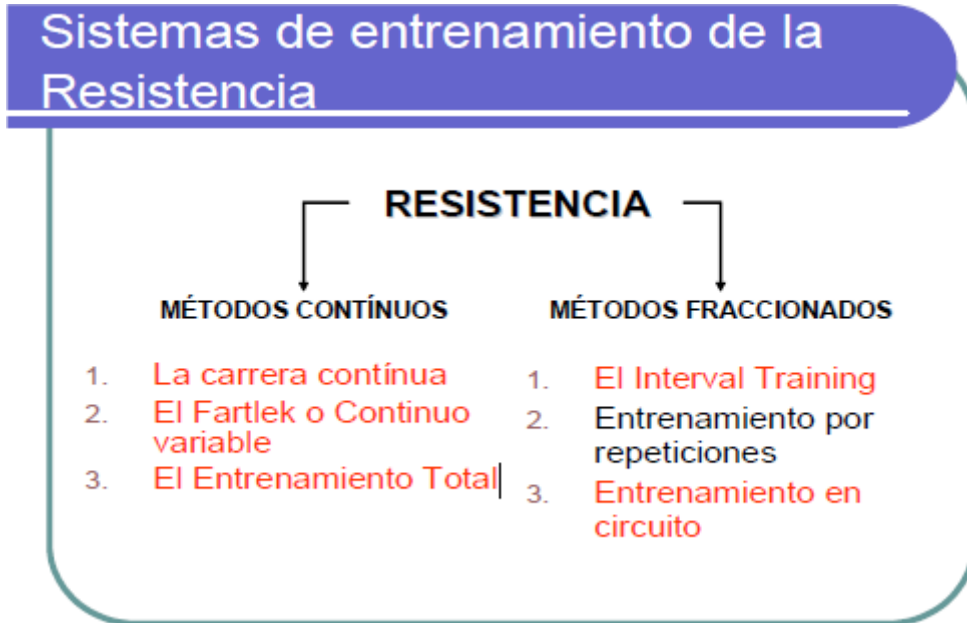 Sistemas de entrenamiento de la
Resistencia
RESISTENCIA
MÉTODOS CONTÍNUOS
1. La carrera contínua
2. El Fartlek o Continuo
variable
3. El Entrenamiento Total
MÉTODOS FRACCIONADOS
1. El Interval Training
2. Entrenamiento por
repeticiones
3. Entrenamiento en
circuito